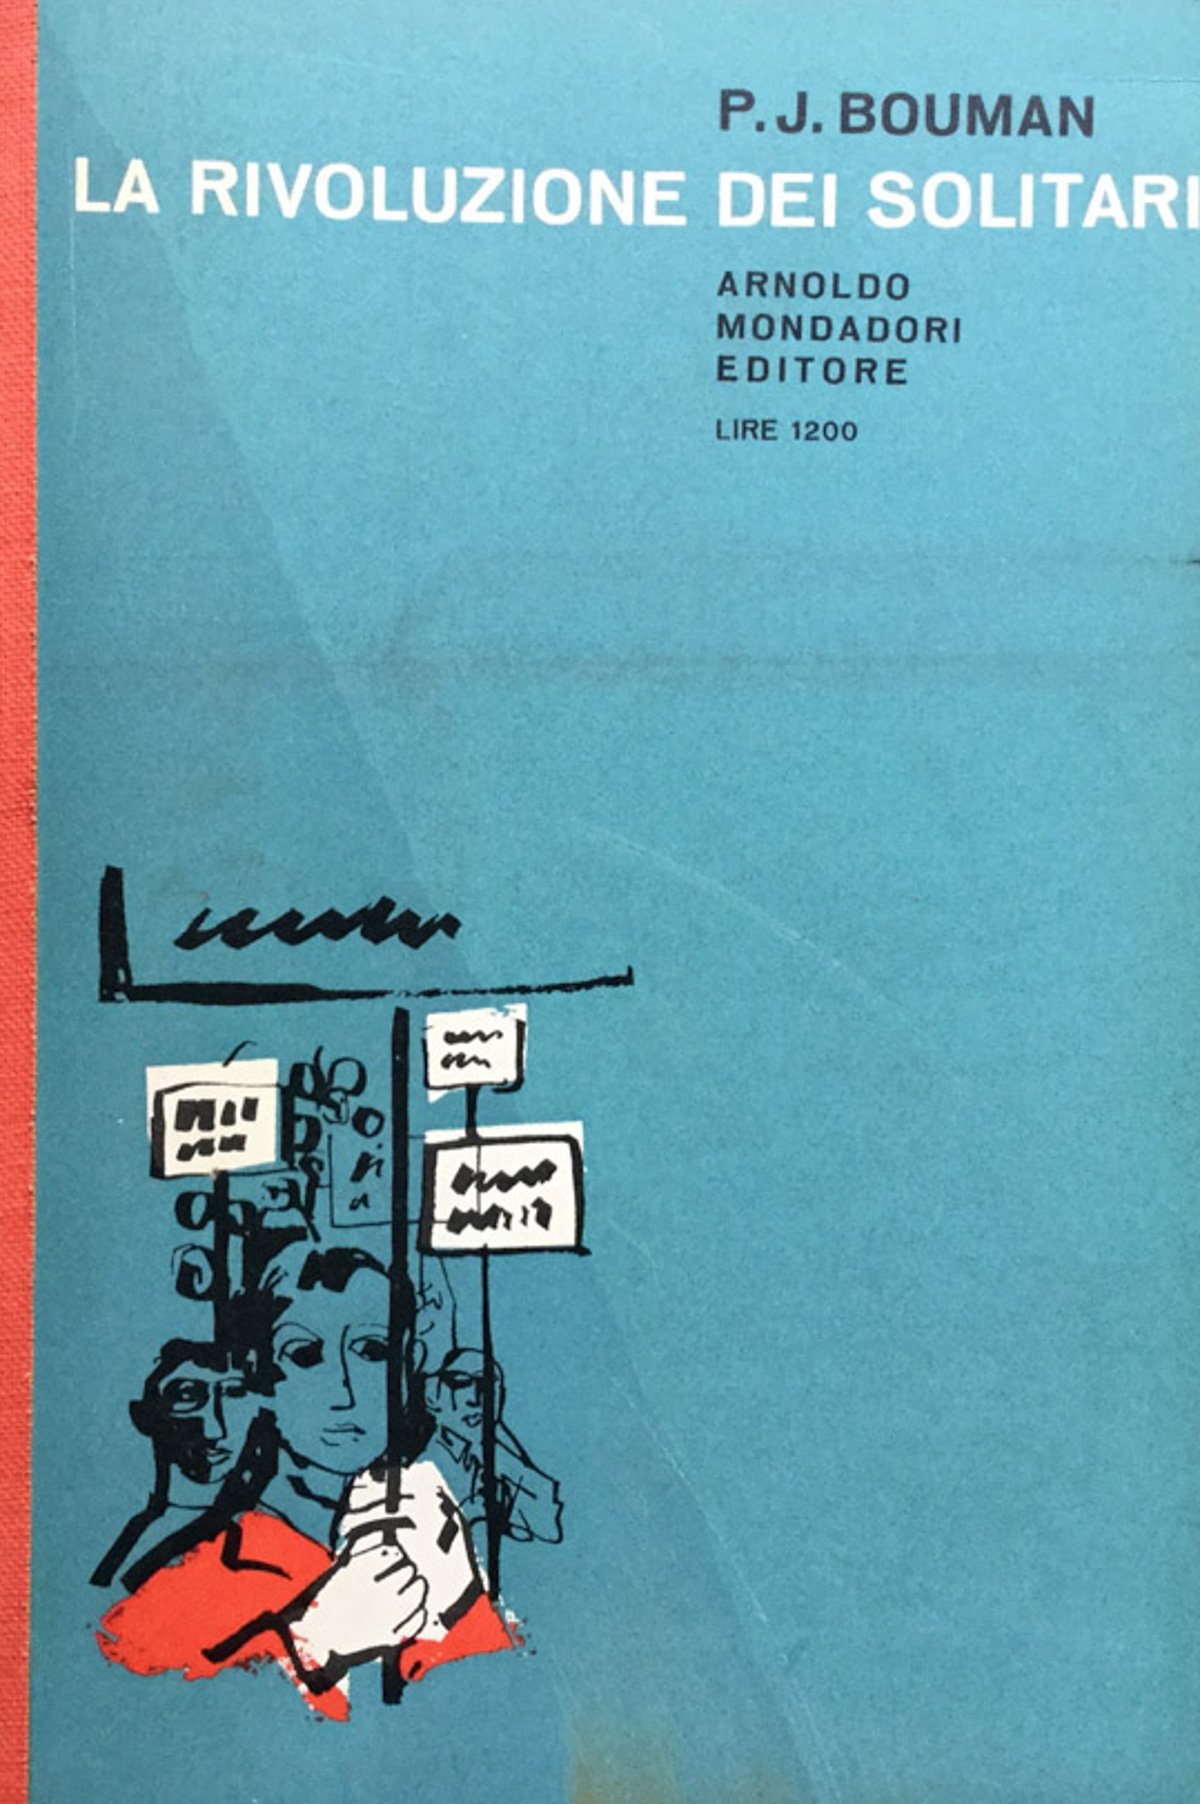 P. J. BOUMAN
LA RIVOLUZIONE DEI SOLITARI
ARNOLDO
MONDADORI
EDITORE
LIRE 1200